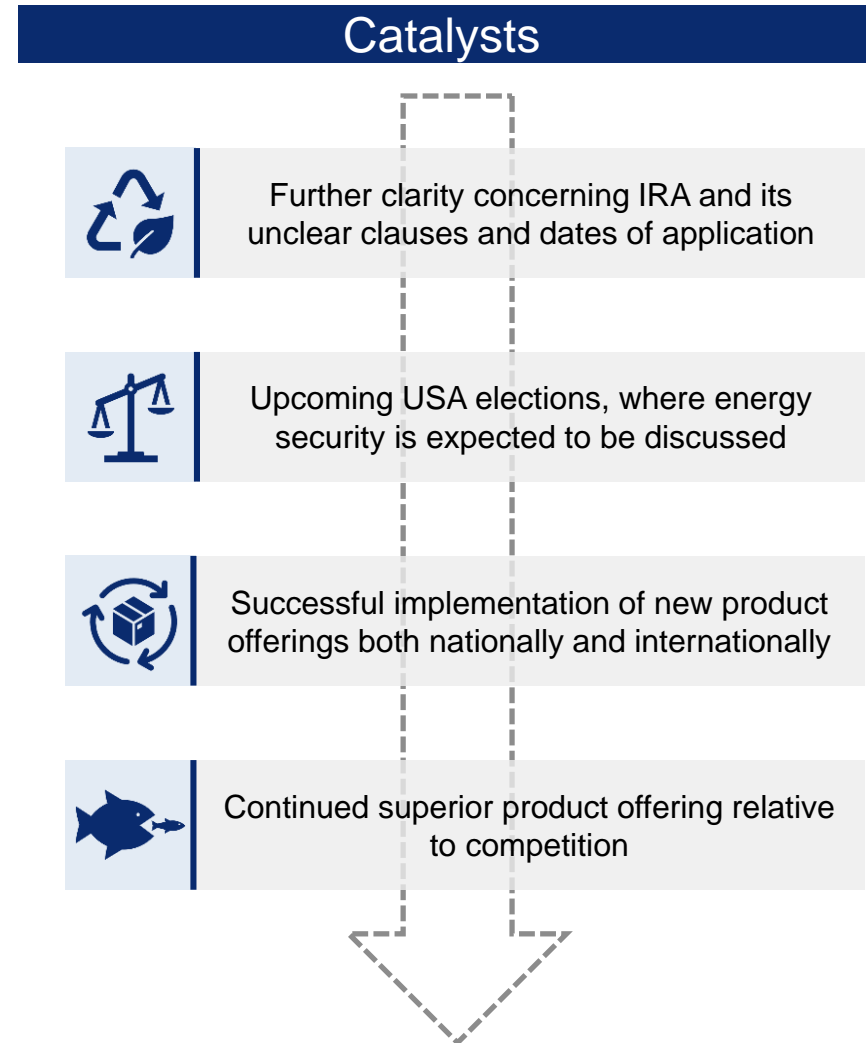 Catalysts
Further clarity concerning IRA and its
unclear clauses and dates of application
Upcoming USA elections, where energy
security is expected to be discussed
Successful implementation of new product
offerings both nationally and internationally
Continued superior product offering relative
to competition